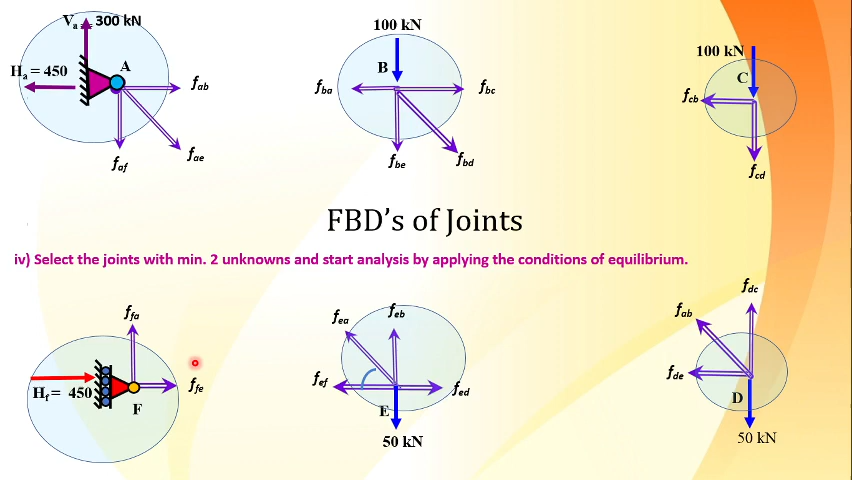 Vₐ = 300 kN
A
Hₐ = 450
fab
faf
fae
100 kN
B
fba
fbc
fbe
fbd
100 kN
C
fcb
fcd
FBD's of Joints
iv) Select the joints with min. 2 unknowns and start analysis by applying the conditions of equilibrium.
ffa
Hf = 450
F
ffe
fea
feb
fef
fed
E
50 kN
fdc
fab
fde
D
50 kN